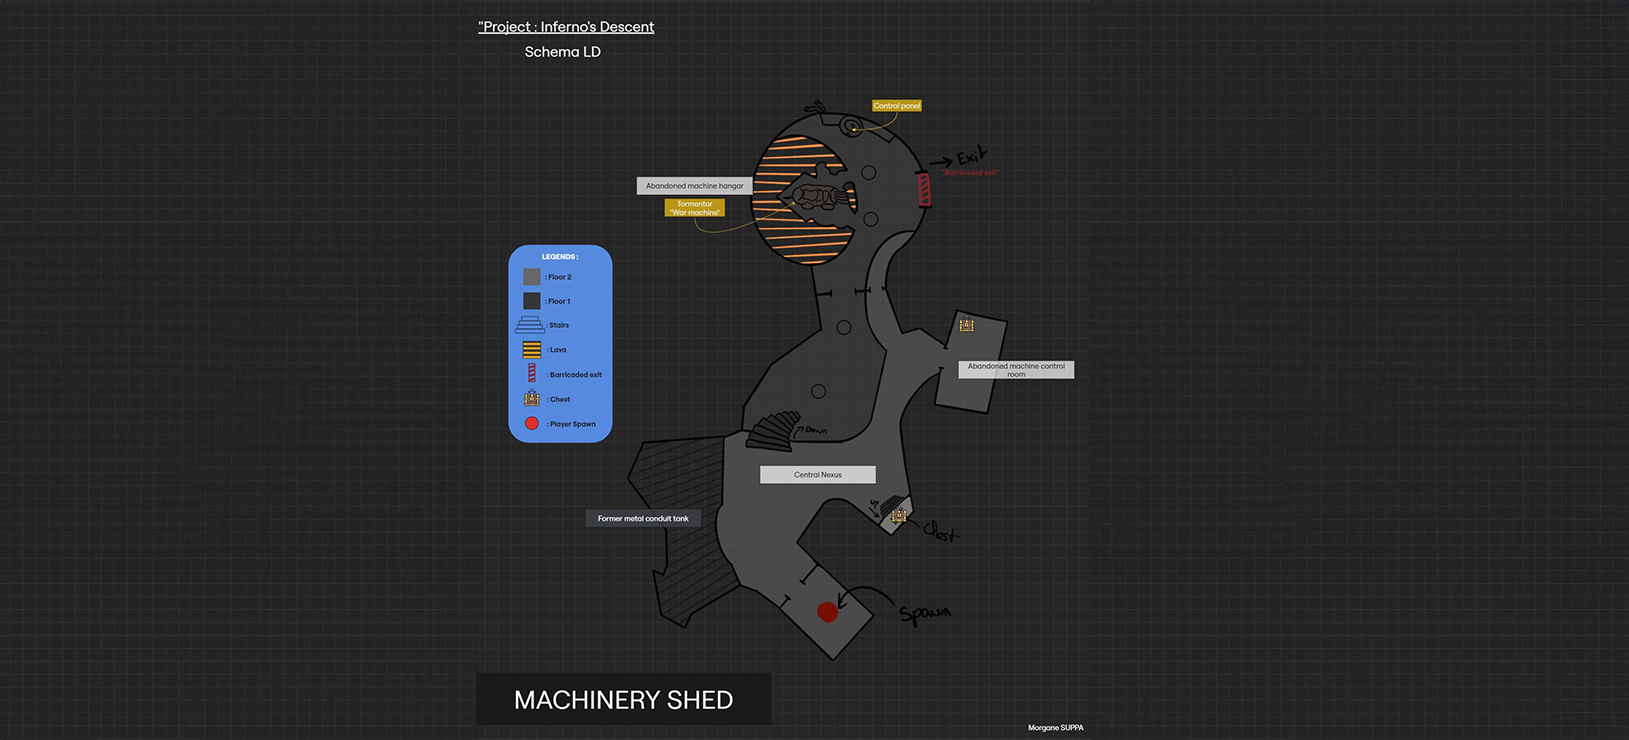 "Project : Inferno's Descent
Schema LD
Control panel
Exit
"Barricaded exit"
Abandoned machine hangar
Tormentor
"War machine"
LEGENDS :
: Floor 2
: Floor 1
: Stairs
: Lava
: Barricaded exit
: Chest
: Player Spawn
Abandoned machine control
room
Down
Central Nexus
UP
Former metal conduit tank
Chest
Spawn
MACHINERY SHED
Morgane SUPPA